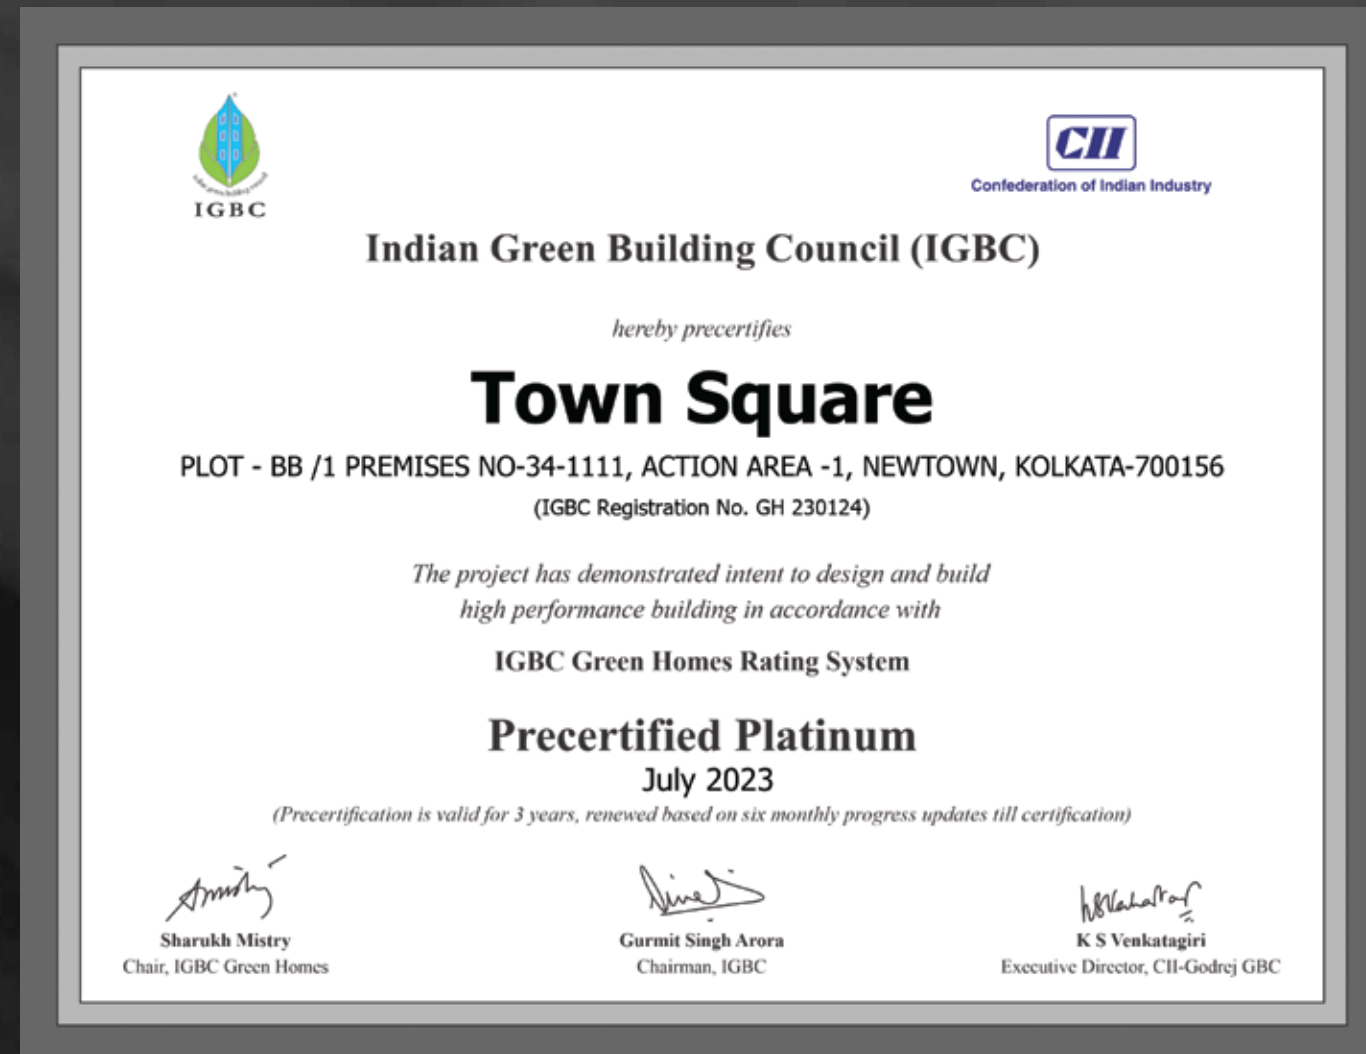 IGBC
CII
Confederation of Indian Industry
Indian Green Building Council (IGBC)
hereby precertifies
Town Square
PLOT - BB /1 PREMISES NO-34-1111, ACTION AREA -1, NEWTOWN, KOLKATA-700156
(IGBC Registration No. GH 230124)
The project has demonstrated intent to design and build
high performance building in accordance with
IGBC Green Homes Rating System
Precertified Platinum
July 2023
(Precertification is valid for 3 years, renewed based on six monthly progress updates till certification)
Sharukh Mistry
Chair, IGBC Green Homes
Gurmit Singh Arora
Chairman, IGBC
K S Venkatagiri
Executive Director, CII-Godrej GBC